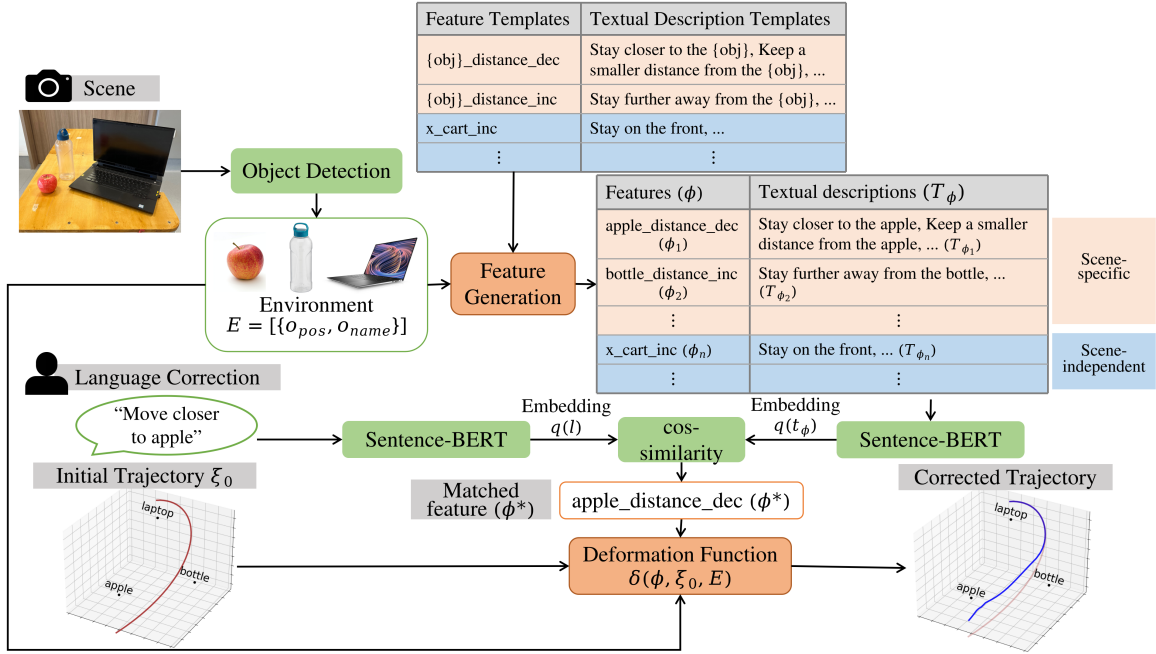 Feature Templates
Textual Description Templates
{obj}_distance_dec
Stay closer to the {obj}, Keep a
smaller distance from the {obj}, ...
{obj}_distance_inc
Stay further away from the {obj}, ...
x_cart_inc
Stay on the front, ...
⋮
⋮
Scene
Object Detection
Environment
E = [{o_pos, o_name}]
Feature
Generation
Features (ϕ)
Textual descriptions (T_ϕ)
apple_distance_dec
(ϕ₁)
Stay closer to the apple, Keep a smaller
distance from the apple, ... (T_ϕ₁)
bottle_distance_inc
(ϕ₂)
Stay further away from the bottle, ...
(T_ϕ₂)
⋮
⋮
x_cart_inc (ϕₙ)
Stay on the front, ... (T_ϕₙ)
⋮
⋮
Scene-
specific
Scene-
independent
Language Correction
“Move closer
to apple”
Sentence-BERT
Embedding
q(l)
cos-
similarity
Embedding
q(t_ϕ)
Sentence-BERT
Initial Trajectory ξ₀
laptop
bottle
apple
Matched
feature (ϕ*)
apple_distance_dec (ϕ*)
Deformation Function
δ(ϕ, ξ₀, E)
Corrected Trajectory
laptop
bottle
apple